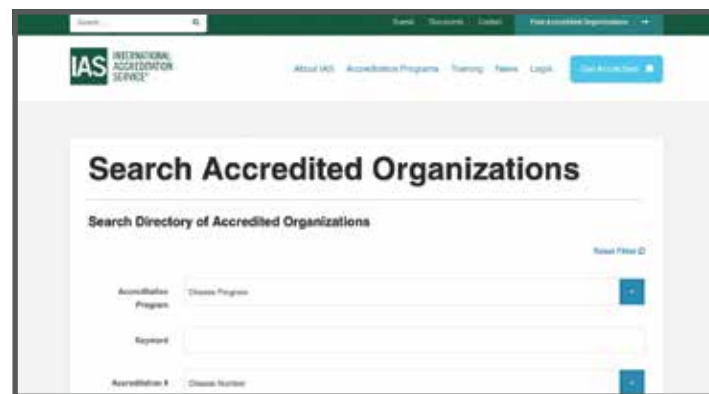 Search ...
Events Resources Contact Find Accredited Organizations
IAS INTERNATIONAL
ACCREDITATION
SERVICE®
About IAS Accreditation Programs Training News Login Get Accredited
Search Accredited Organizations
Search Directory of Accredited Organizations
Reset Filter
Accreditation
Program
Choose Program
Keyword
Accreditation #
Choose Number